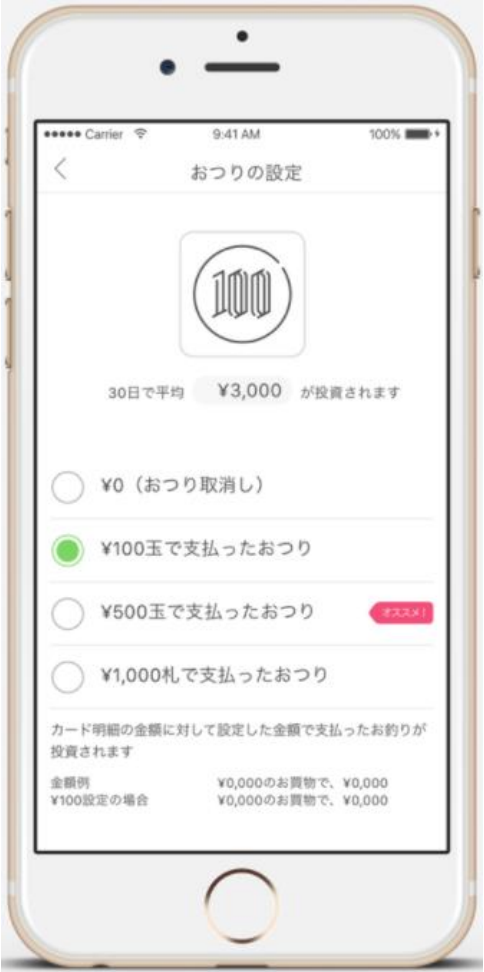 Carrier 9:41 AM 100%
おつりの設定
100
30日で平均 ¥3,000 が投資されます
¥0（おつり取消し）
¥100玉で支払ったおつり
¥500玉で支払ったおつり オススメ!
¥1,000札で支払ったおつり
カード明細の金額に対して設定した金額で支払ったお釣りが
投資されます
金額例 ¥0,000のお買物で、¥0,000
¥100設定の場合 ¥0,000のお買物で、¥0,000